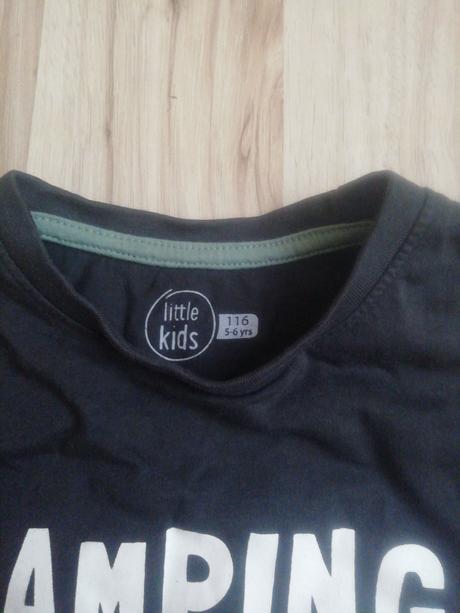 little
kids
116
5-6 yrs
AMPING